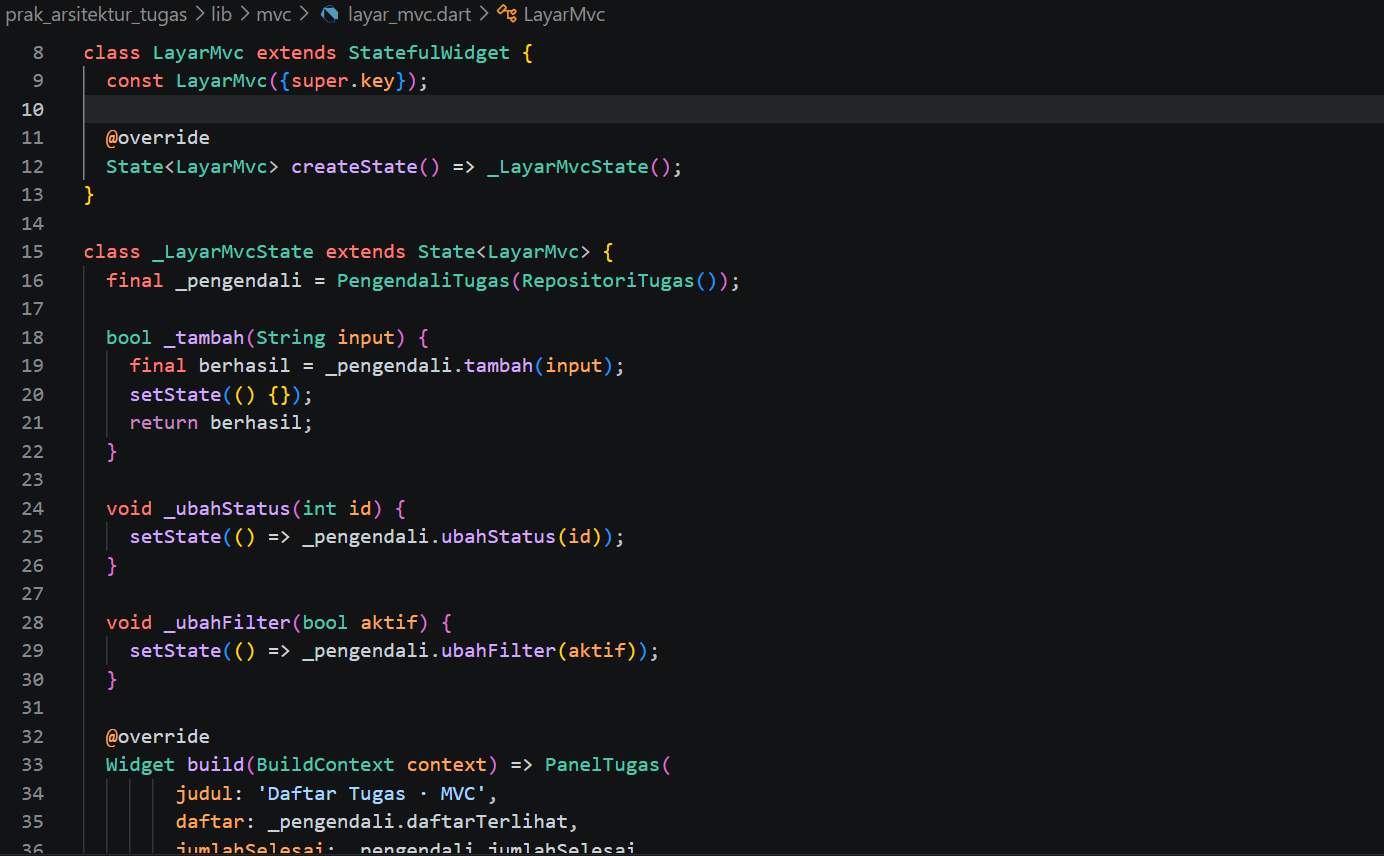 prak_arsitektur_tugas > lib > mvc > layar_mvc.dart > LayarMvc
8 class LayarMvc extends StatefulWidget {
9   const LayarMvc({super.key});
10
11   @override
12   State<LayarMvc> createState() => _LayarMvcState();
13 }
14
15 class _LayarMvcState extends State<LayarMvc> {
16   final _pengendali = PengendaliTugas(RepositoriTugas());
17
18   bool _tambah(String input) {
19     final berhasil = _pengendali.tambah(input);
20     setState(() {});
21     return berhasil;
22   }
23
24   void _ubahStatus(int id) {
25     setState(() => _pengendali.ubahStatus(id));
26   }
27
28   void _ubahFilter(bool aktif) {
29     setState(() => _pengendali.ubahFilter(aktif));
30   }
31
32   @override
33   Widget build(BuildContext context) => PanelTugas(
34         judul: 'Daftar Tugas · MVC',
35         daftar: _pengendali.daftarTerlihat,
36         jumlahSelesai: _pengendali.jumlahSelesai